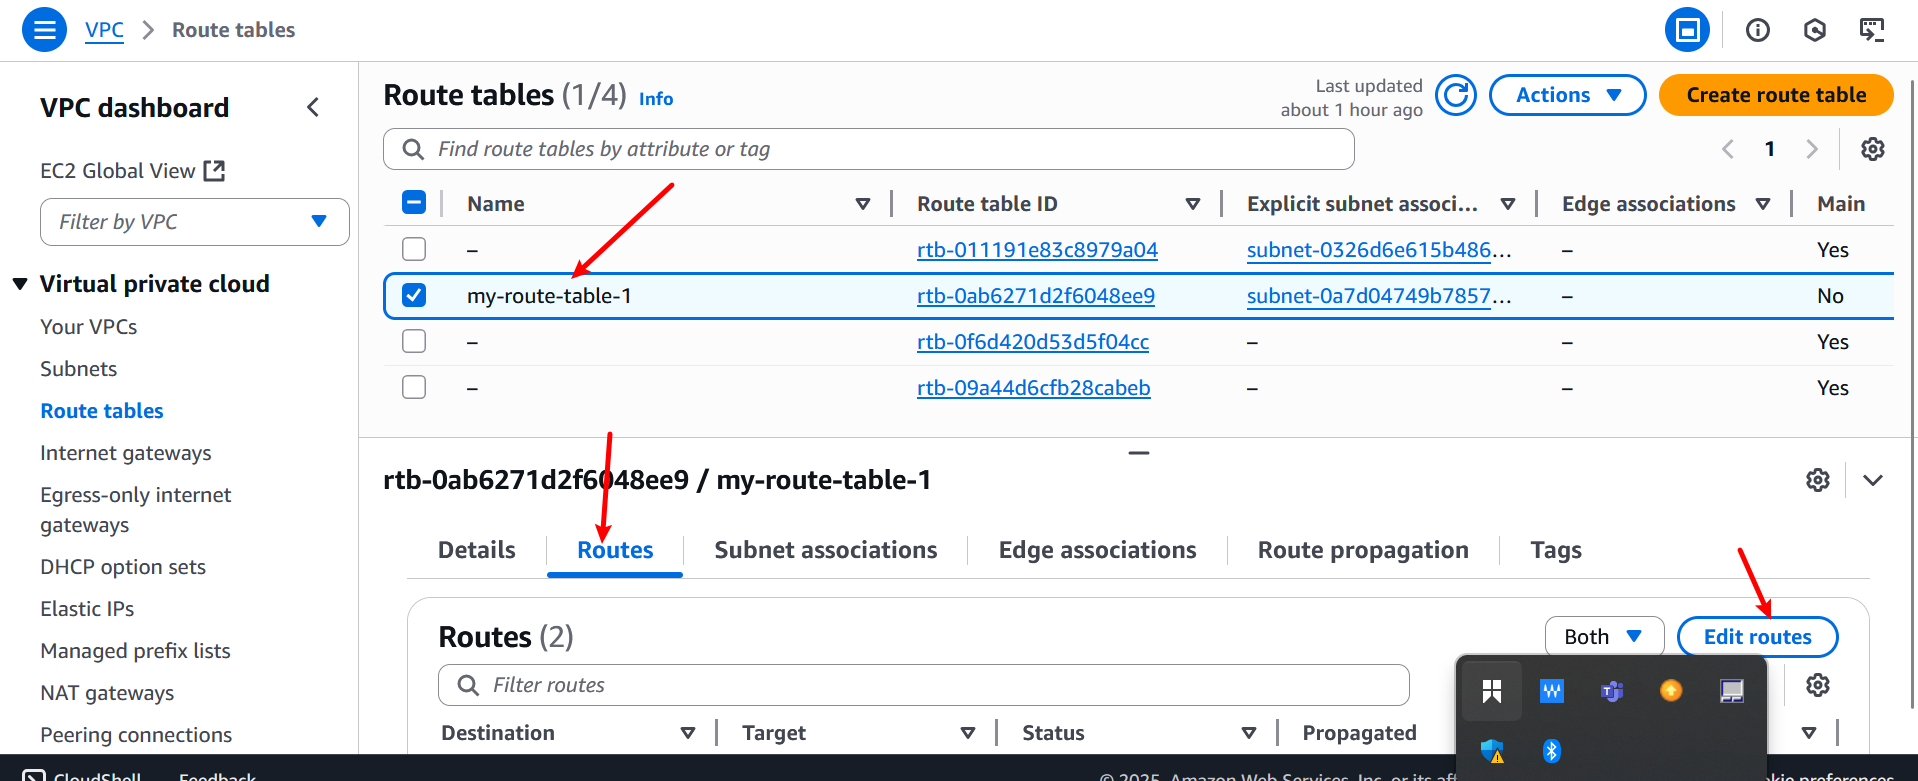 VPC > Route tables
VPC dashboard
EC2 Global View
Filter by VPC
Virtual private cloud
Your VPCs
Subnets
Route tables
Internet gateways
Egress-only internet
gateways
DHCP option sets
Elastic IPs
Managed prefix lists
NAT gateways
Peering connections
Route tables (1/4) Info
Last updated
about 1 hour ago
Actions
Create route table
Find route tables by attribute or tag
1
Name Route table ID Explicit subnet associ... Edge associations Main
– rtb-011191e83c8979a04 subnet-0326d6e615b486... – Yes
my-route-table-1 rtb-0ab6271d2f6048ee9 subnet-0a7d04749b7857... – No
– rtb-0f6d420d53d5f04cc – – Yes
– rtb-09a44d6cfb28cabeb – – Yes
rtb-0ab6271d2f6048ee9 / my-route-table-1
Details Routes Subnet associations Edge associations Route propagation Tags
Routes (2)
Both
Edit routes
Filter routes
Destination Target Status Propagated
CloudShell Feedback © 2025, Amazon Web Services, Inc. or its preferences